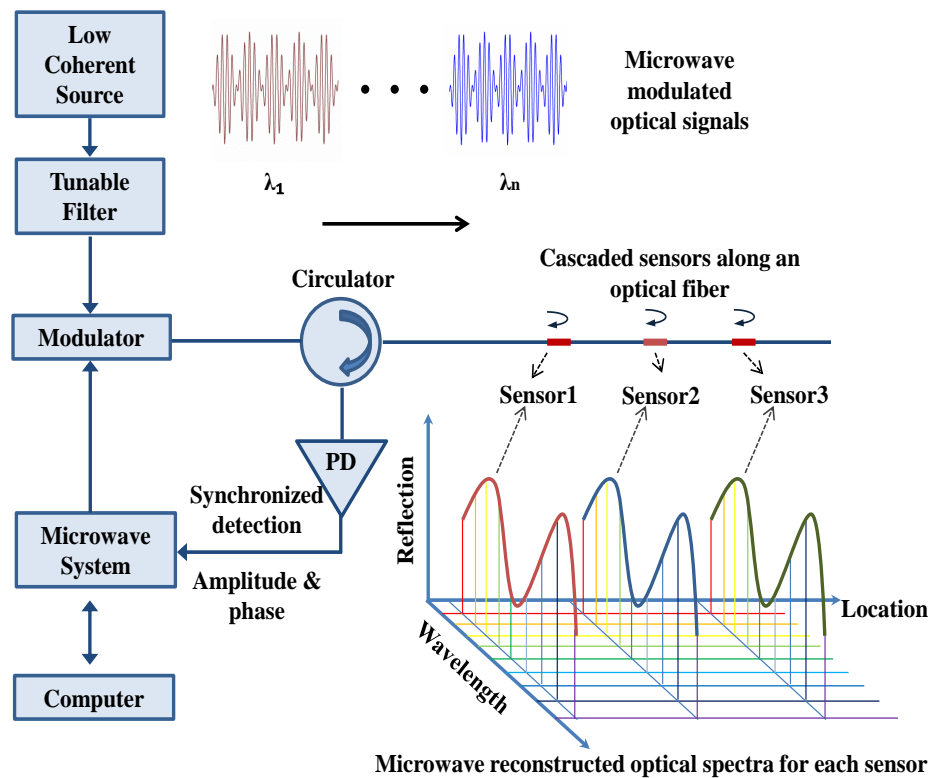 Low
Coherent
Source
Microwave
modulated
optical signals
λ1
λn
Tunable
Filter
Cascaded sensors along an
optical fiber
Circulator
Modulator
Sensor1
Sensor2
Sensor3
PD
Synchronized
detection
Microwave
System
Amplitude &
phase
Reflection
Location
Wavelength
Computer
Microwave reconstructed optical spectra for each sensor